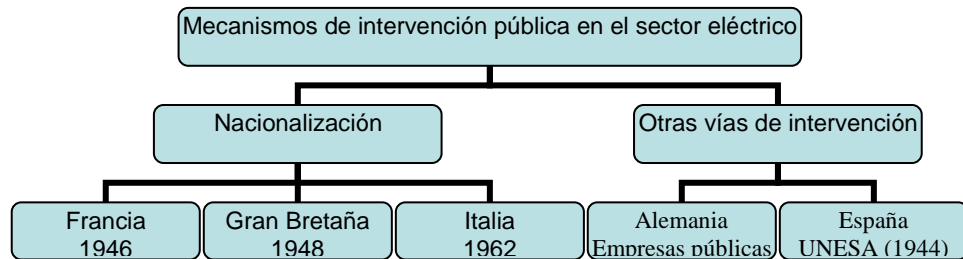 Mecanismos de intervención pública en el sector eléctrico
Nacionalización
Otras vías de intervención
Francia
1946
Gran Bretaña
1948
Italia
1962
Alemania
Empresas públicas
España
UNESA (1944)